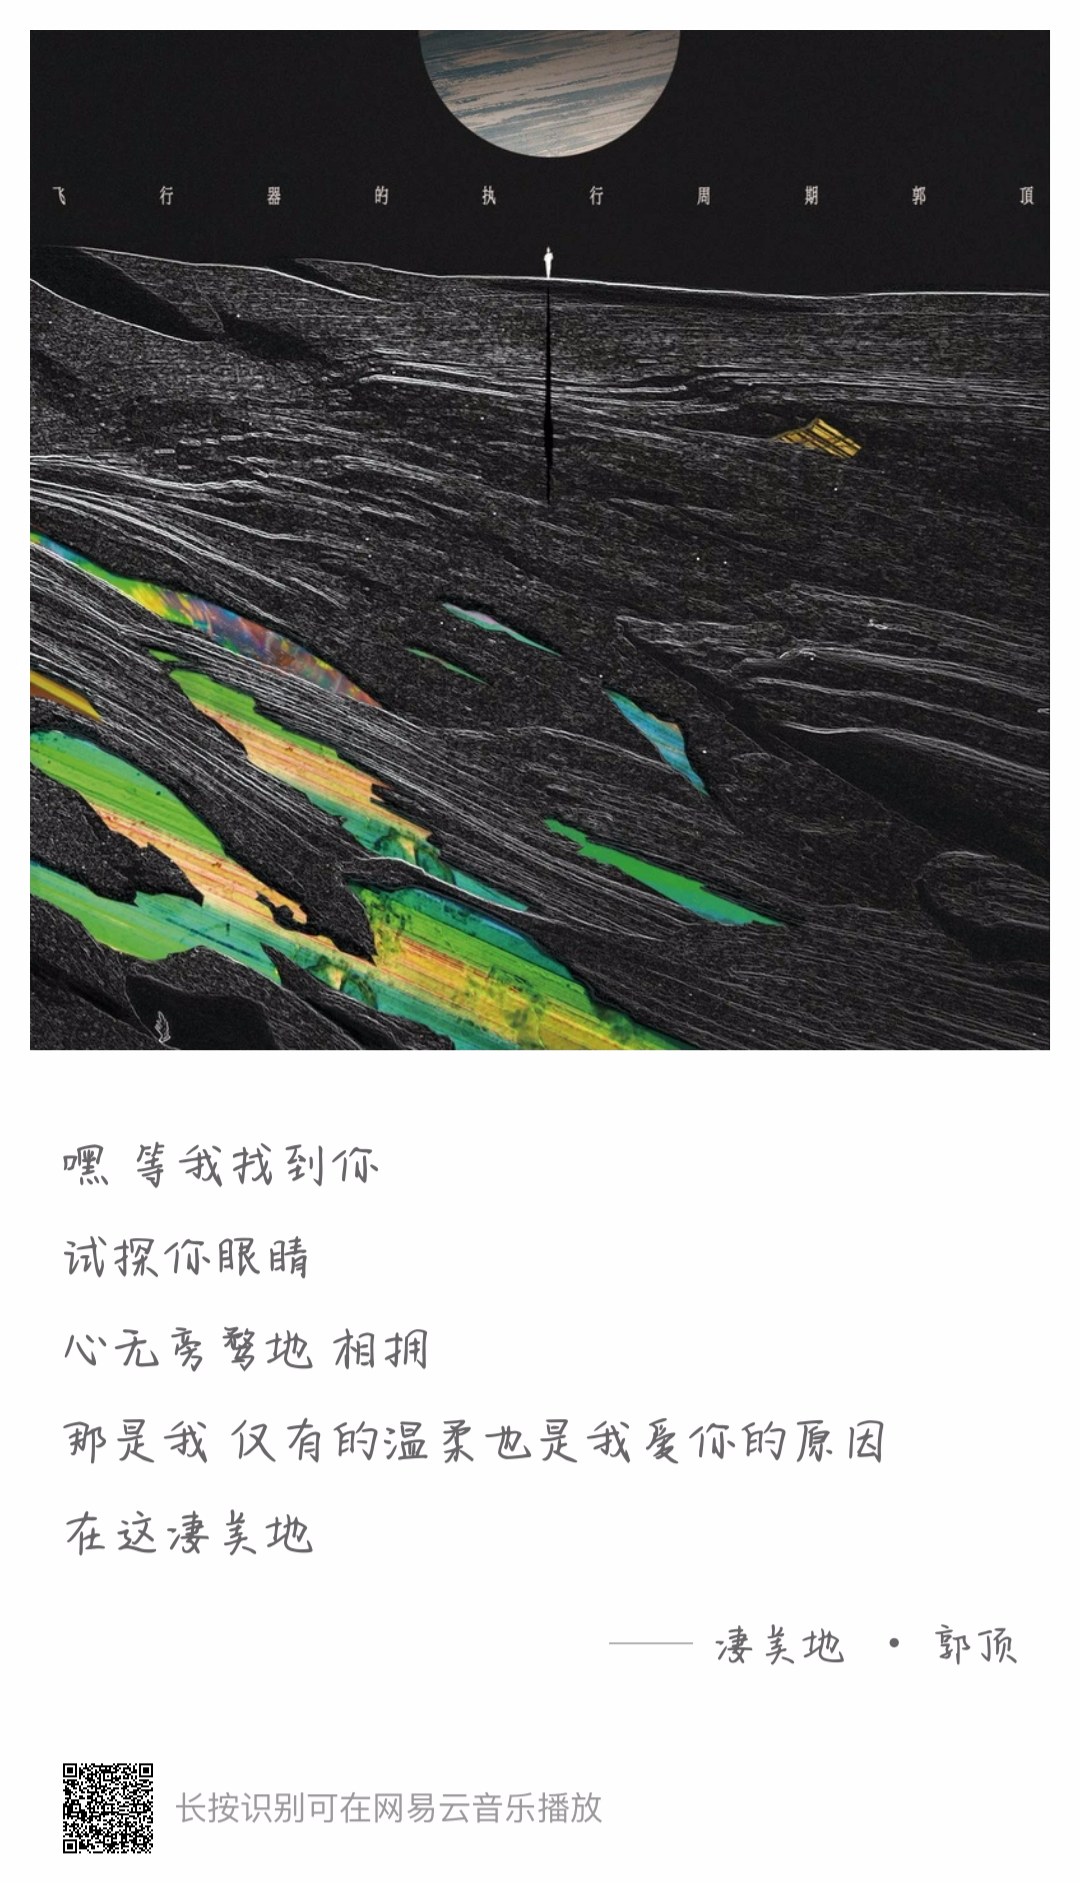 飞行器的执行周期郭頂
嘿 等我找到你
试探你眼睛
心无旁骛地 相拥
那是我 仅有的温柔也是我爱你的原因
在这凄美地
—— 凄美地 · 郭顶
长按识别可在网易云音乐播放